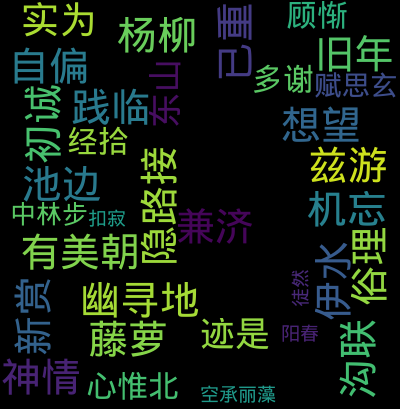 实为
杨柳
已重
顾惭
旧年
自偏
东山
多谢
赋思玄
初诚
践临
经拾
想望
兹游
池边
隐路接
机忘
中林步
扣寂
兼济
有美朝
伊水
俗理
徒然
新赏
幽寻地
藤萝
迹是
阳春
沟联
神情
心惟北
空承丽藻